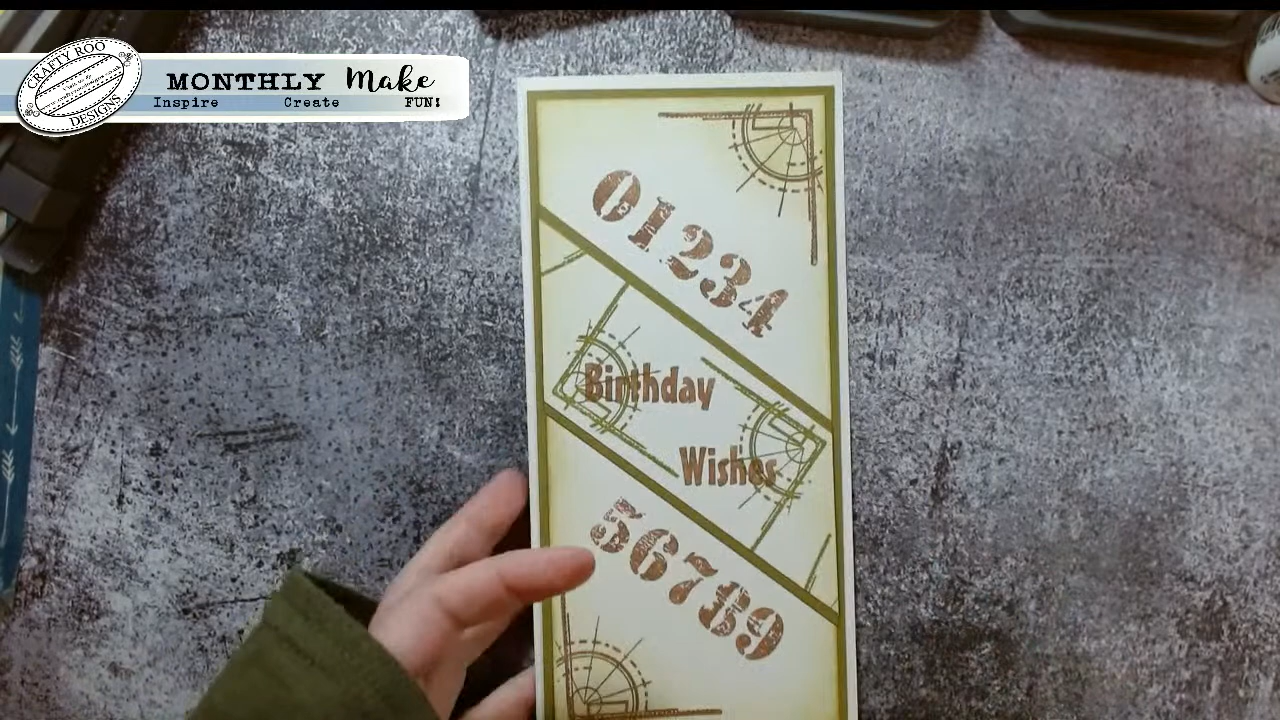 CRAFTY ROO
DESIGNS
MONTHLY Make
Inspire Create FUN!
01234
Birthday
Wishes
56789